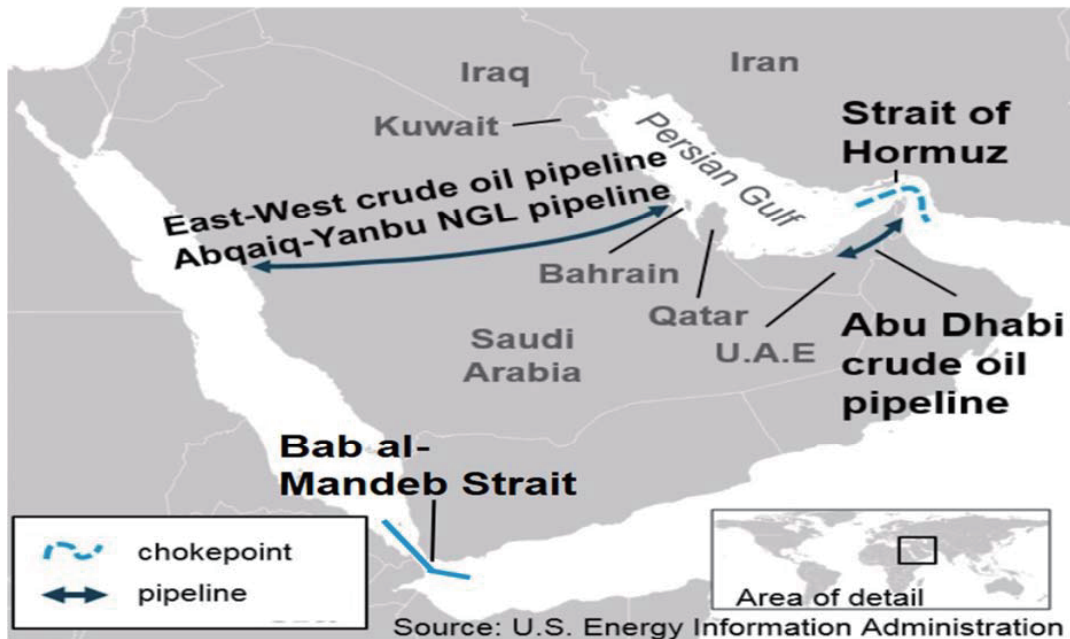 Iraq
Iran
Kuwait
Persian Gulf
Strait of
Hormuz
East-West crude oil pipeline
Abqaiq-Yanbu NGL pipeline
Bahrain
Qatar
U.A.E
Saudi
Arabia
Abu Dhabi
crude oil
pipeline
Bab al-
Mandeb Strait
chokepoint
pipeline
Area of detail
Source: U.S. Energy Information Administration